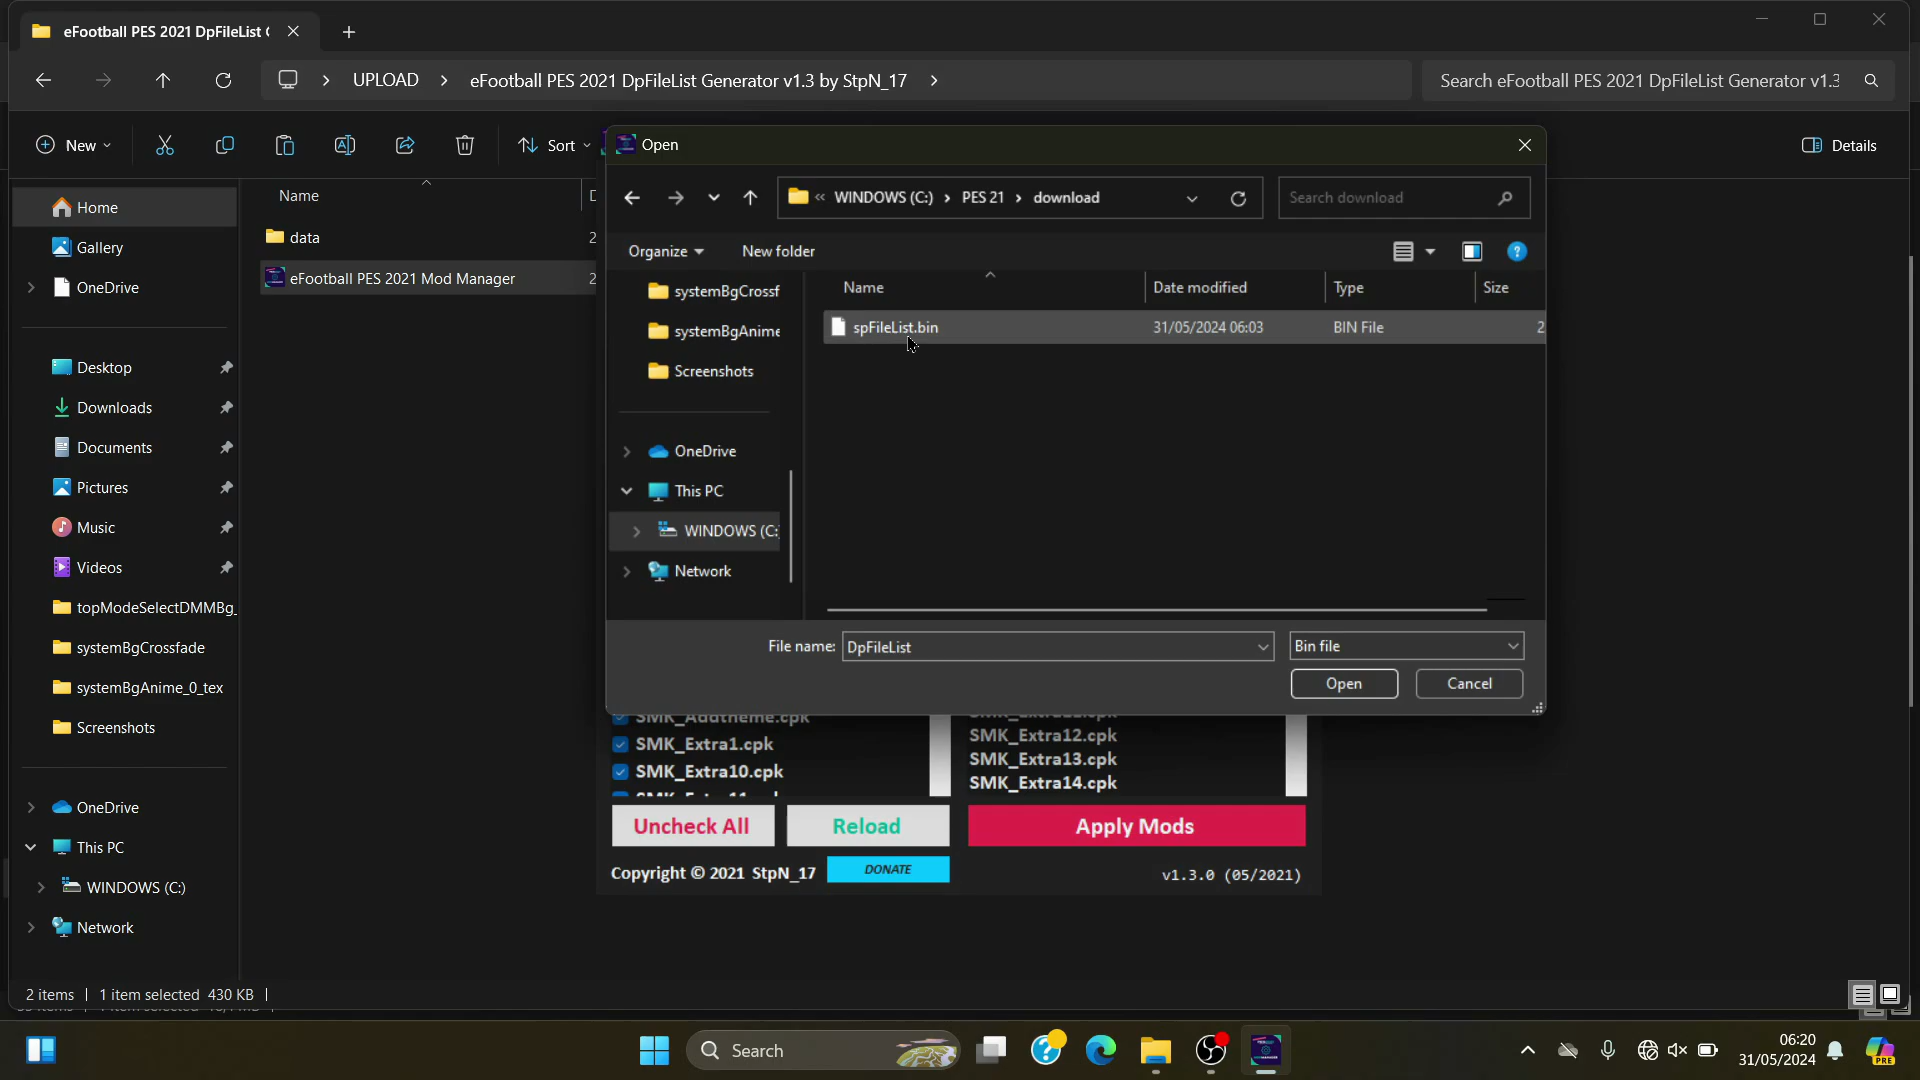 eFootball PES 2021 DpFileList (
UPLOAD
eFootball PES 2021 DpFileList Generator v1.3 by StpN_17
Search eFootball PES 2021 DpFileList Generator v1.3
New
Sort
Details
Home
Gallery
OneDrive
Desktop
Downloads
Documents
Pictures
Music
Videos
topModeSelectDMMBg_
systemBgCrossfade
systemBgAnime_0_tex
Screenshots
OneDrive
This PC
WINDOWS (C:)
Network
Name
data
eFootball PES 2021 Mod Manager
2 items
1 item selected 430 KB
Open
WINDOWS (C:)
PES 21
download
Search download
Organize
New folder
systemBgCrossf
systemBgAnime
Screenshots
OneDrive
This PC
WINDOWS (C:
Network
Name
Date modified
Type
Size
spFileList.bin
31/05/2024 06:03
BIN File
2
File name:
DpFileList
Bin file
Open
Cancel
SMK_Addtheme.cpk
SMK_Extra1.cpk
SMK_Extra10.cpk
SMK_Extra12.cpk
SMK_Extra13.cpk
SMK_Extra14.cpk
Uncheck All
Reload
Apply Mods
Copyright © 2021 StpN_17
DONATE
v1.3.0 (05/2021)
Search
06:20
31/05/2024
PRE